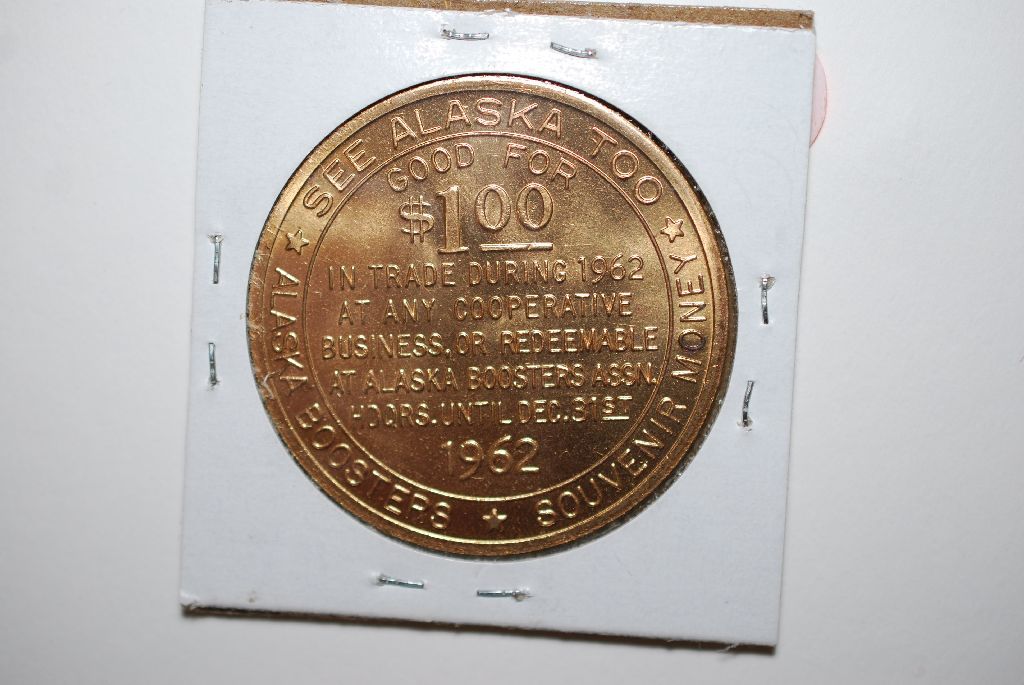 SEE ALASKA TOO
GOOD FOR
$1.00
IN TRADE DURING 1962
AT ANY COOPERATIVE
BUSINESS, OR REDEEMABLE
AT ALASKA BOOSTERS ASSN.
HDQRS. UNTIL DEC. 31ST
1962
ALASKA BOOSTERS
SOUVENIR MONEY